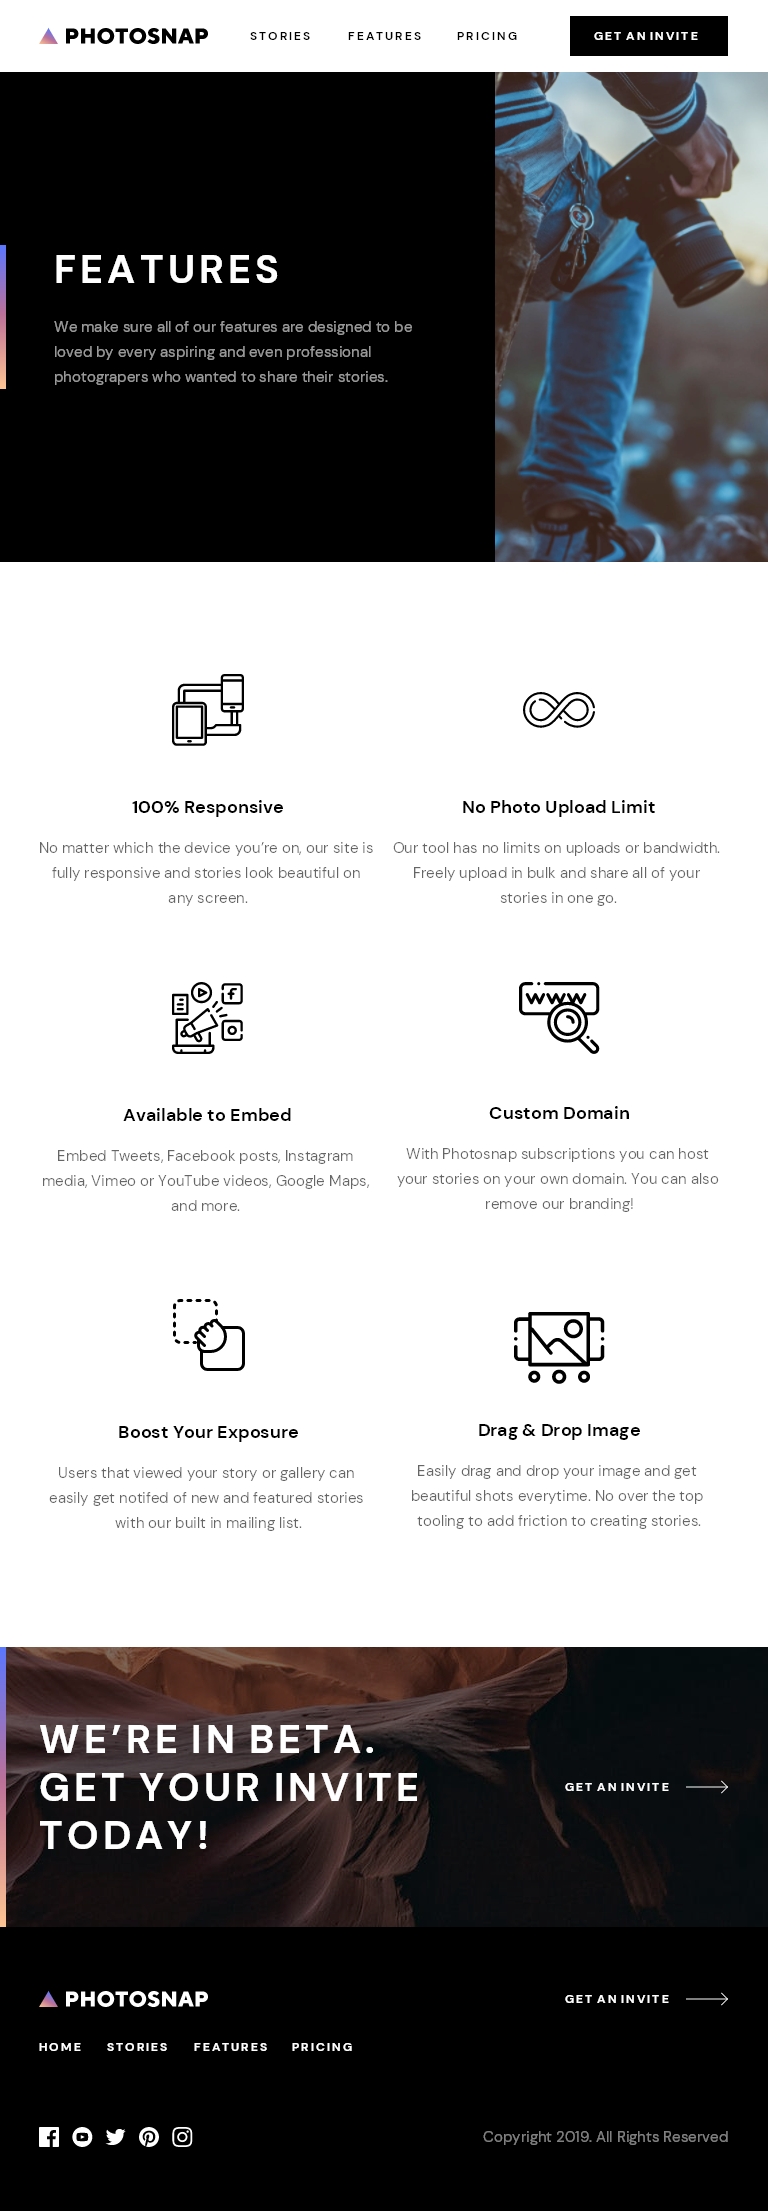 PHOTOSNAP STORIES FEATURES PRICING GET AN INVITE
FEATURES
We make sure all of our features are designed to be
loved by every aspiring and even professional
photograpers who wanted to share their stories.
100% Responsive
No matter which the device you’re on, our site is
fully responsive and stories look beautiful on
any screen.
No Photo Upload Limit
Our tool has no limits on uploads or bandwidth.
Freely upload in bulk and share all of your
stories in one go.
Available to Embed
Embed Tweets, Facebook posts, Instagram
media, Vimeo or YouTube videos, Google Maps,
and more.
WWW
Custom Domain
With Photosnap subscriptions you can host
your stories on your own domain. You can also
remove our branding!
Boost Your Exposure
Users that viewed your story or gallery can
easily get notifed of new and featured stories
with our built in mailing list.
Drag & Drop Image
Easily drag and drop your image and get
beautiful shots everytime. No over the top
tooling to add friction to creating stories.
WE’RE IN BETA.
GET YOUR INVITE
TODAY!
GET AN INVITE
PHOTOSNAP
GET AN INVITE
HOME STORIES FEATURES PRICING
Copyright 2019. All Rights Reserved